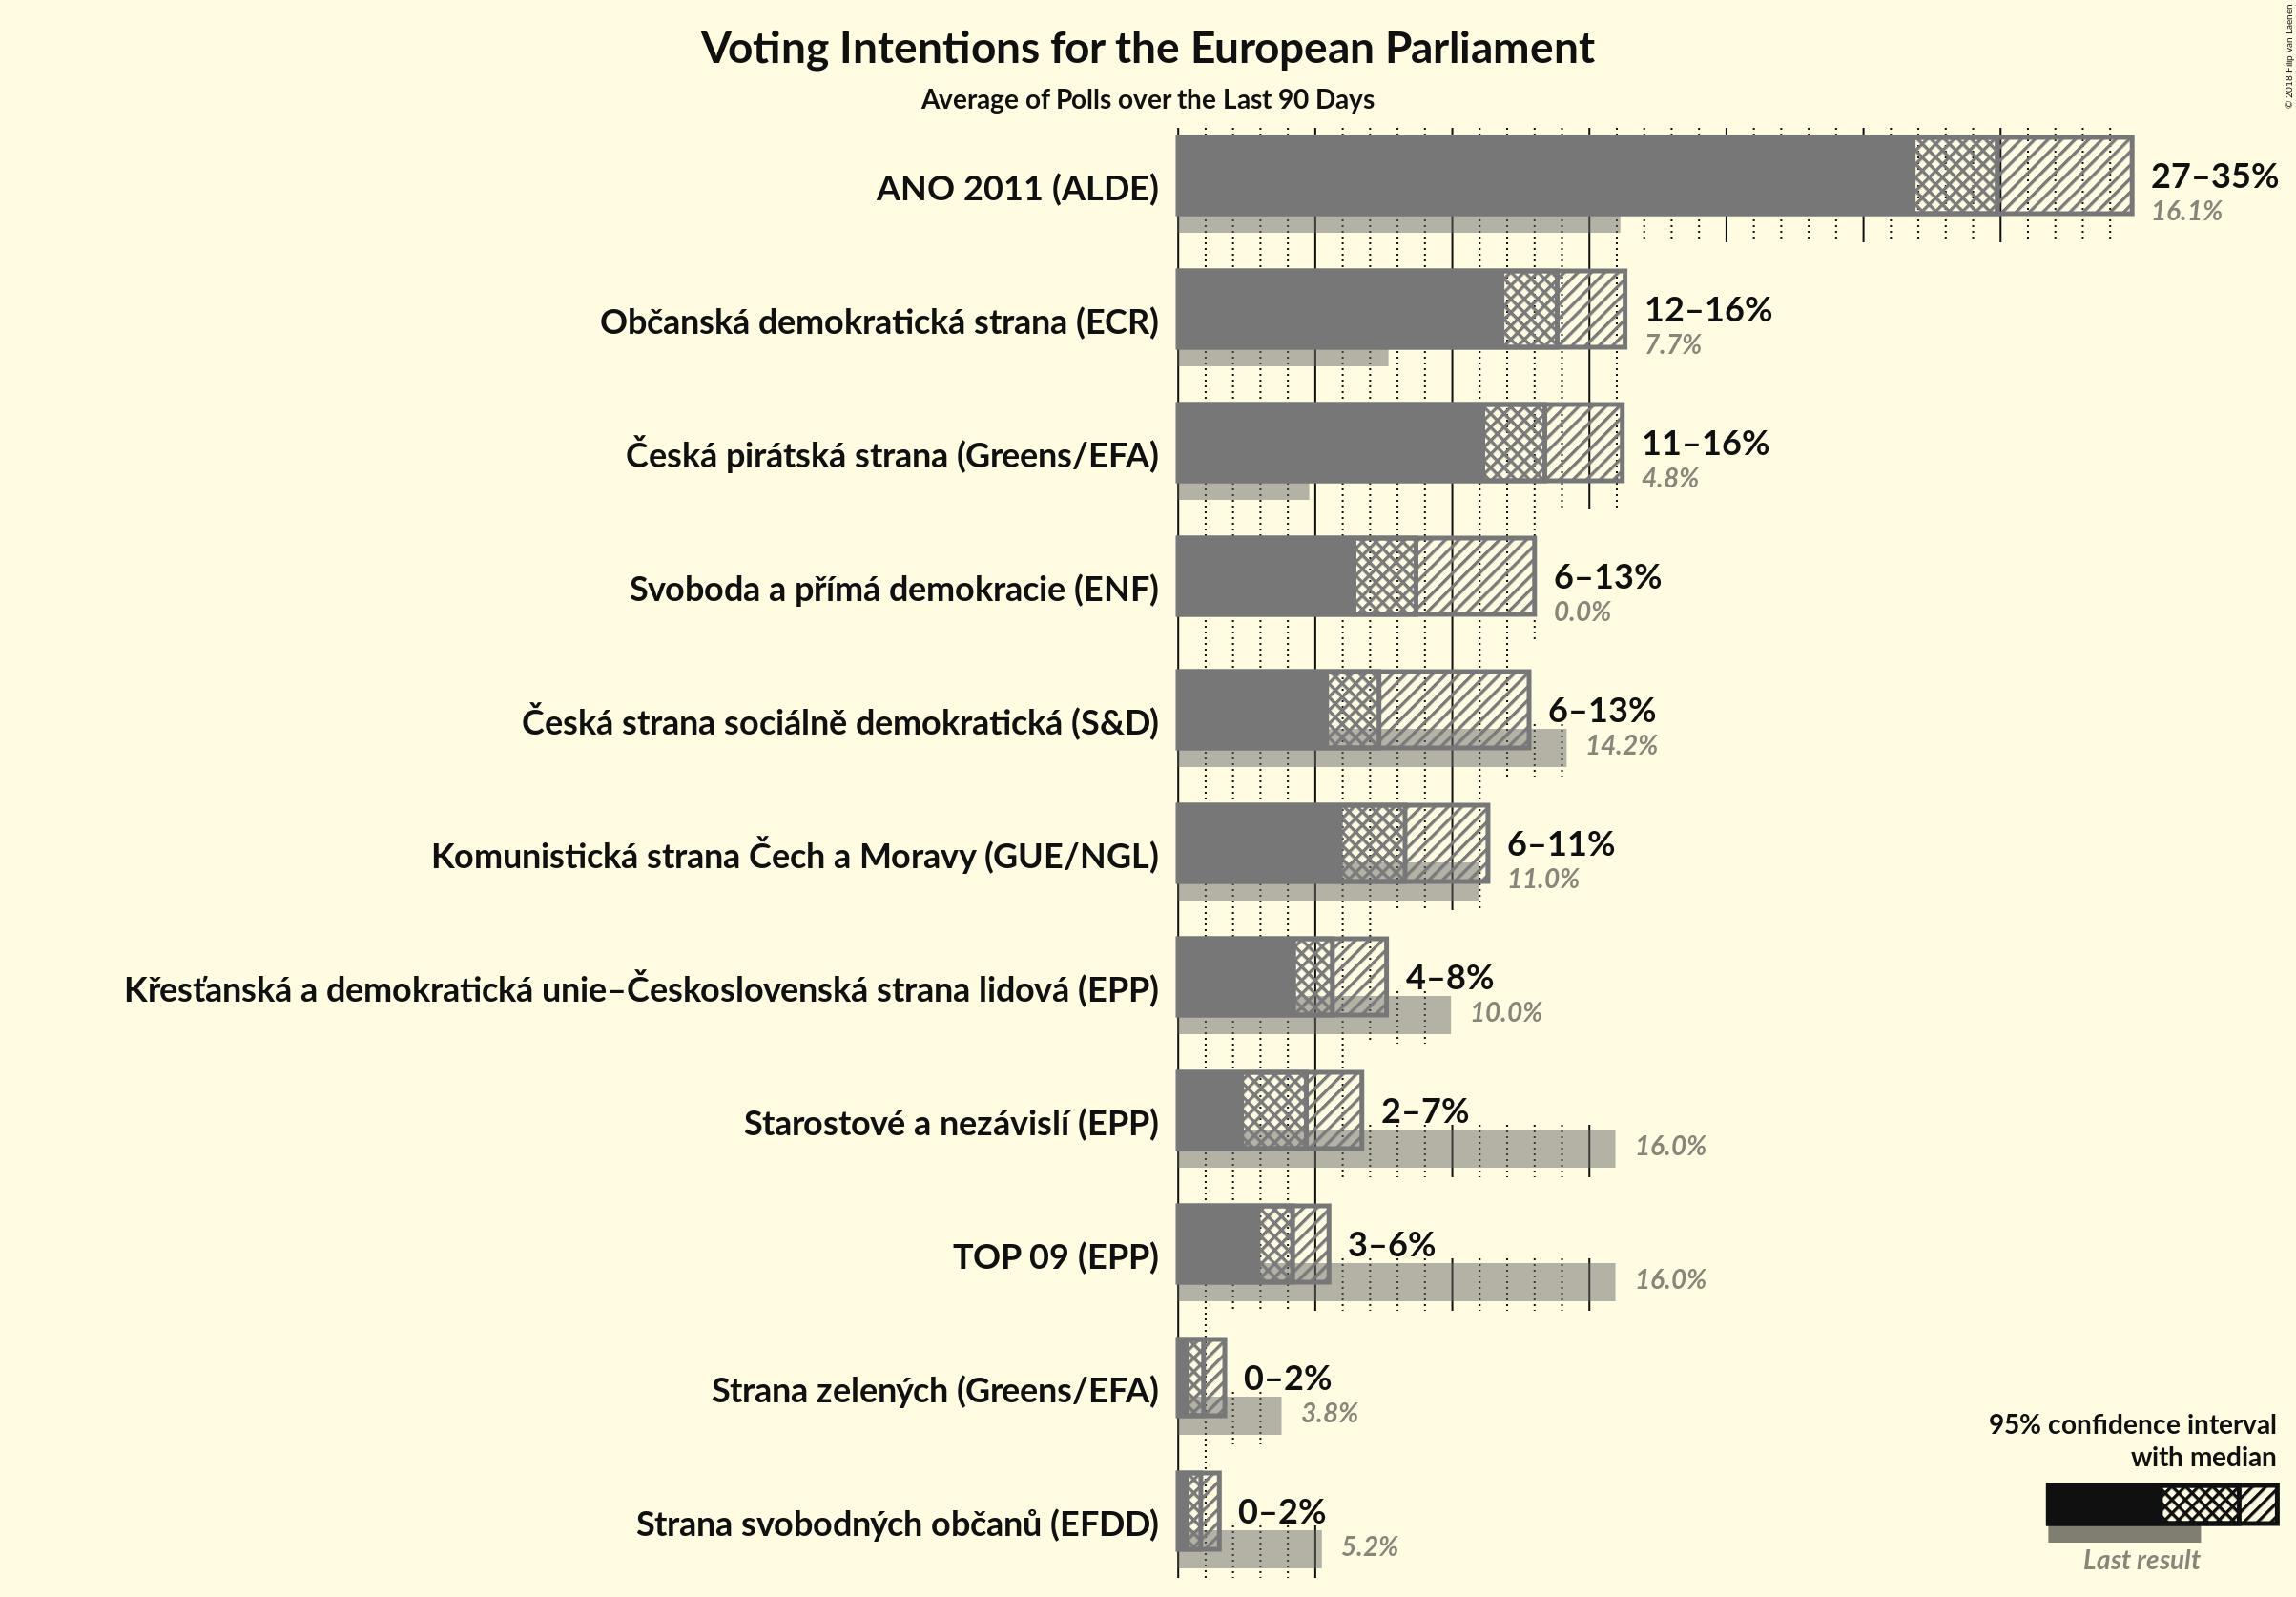 Voting Intentions for the European Parliament
Average of Polls over the Last 90 Days
© 2018 Filip van Laenen
ANO 2011 (ALDE)
27–35%
16.1%
Občanská demokratická strana (ECR)
12–16%
7.7%
Česká pirátská strana (Greens/EFA)
11–16%
4.8%
Svoboda a přímá demokracie (ENF)
6–13%
0.0%
Česká strana sociálně demokratická (S&D)
6–13%
14.2%
Komunistická strana Čech a Moravy (GUE/NGL)
6–11%
11.0%
Křesťanská a demokratická unie–Československá strana lidová (EPP)
4–8%
10.0%
Starostové a nezávislí (EPP)
2–7%
16.0%
TOP 09 (EPP)
3–6%
16.0%
Strana zelených (Greens/EFA)
0–2%
3.8%
Strana svobodných občanů (EFDD)
0–2%
5.2%
95% confidence interval
with median
Last result